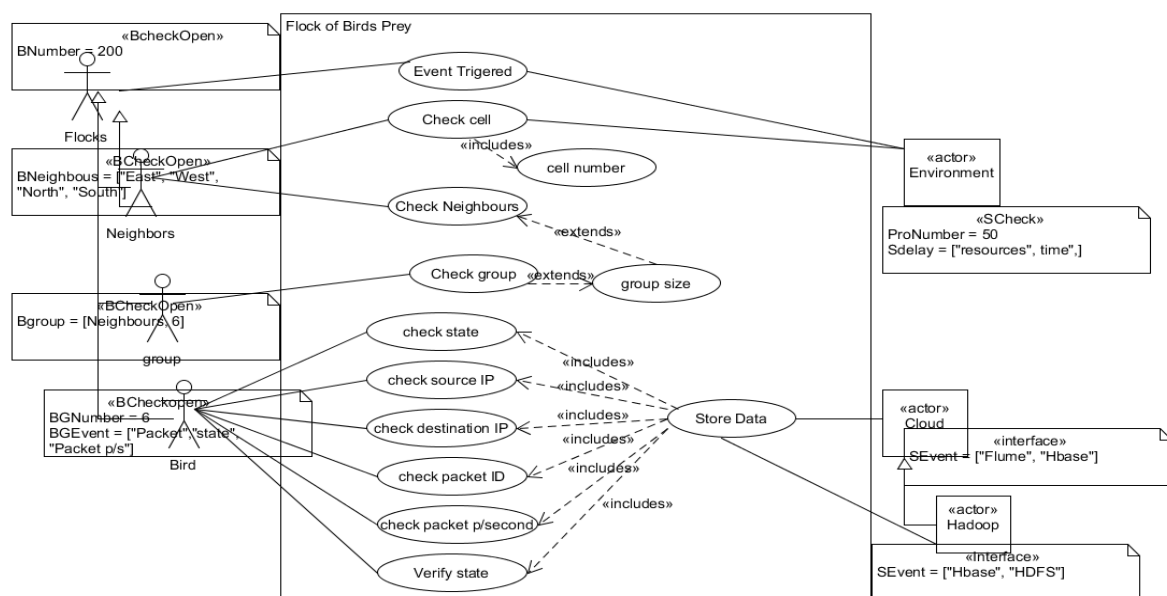 Flock of Birds Prey
«BcheckOpen»
BNumber = 200
Flocks
Event Trigered
Check cell
«includes»
cell number
«actor»
Environment
«BCheckOpen»
BNeighbous = ["East", "West",
"North", "South"]
Neighbors
Check Neighbours
«SCheck»
ProNumber = 50
Sdelay = ["resources", time",]
«extends»
Check group
«extends»
group size
«BCheckOpen»
Bgroup = [Neighbours, 6]
group
check state
«includes»
check source IP
«includes»
«BCheckopen»
BGNumber = 6
BGEvent = ["Packet","state",
"Packet p/s"]
Bird
check destination IP
«includes»
Store Data
«actor»
Cloud
«includes»
«interface»
SEvent = ["Flume", "Hbase"]
check packet ID
«includes»
«includes»
check packet p/second
«actor»
Hadoop
Verify state
«Interface»
SEvent = ["Hbase", "HDFS"]